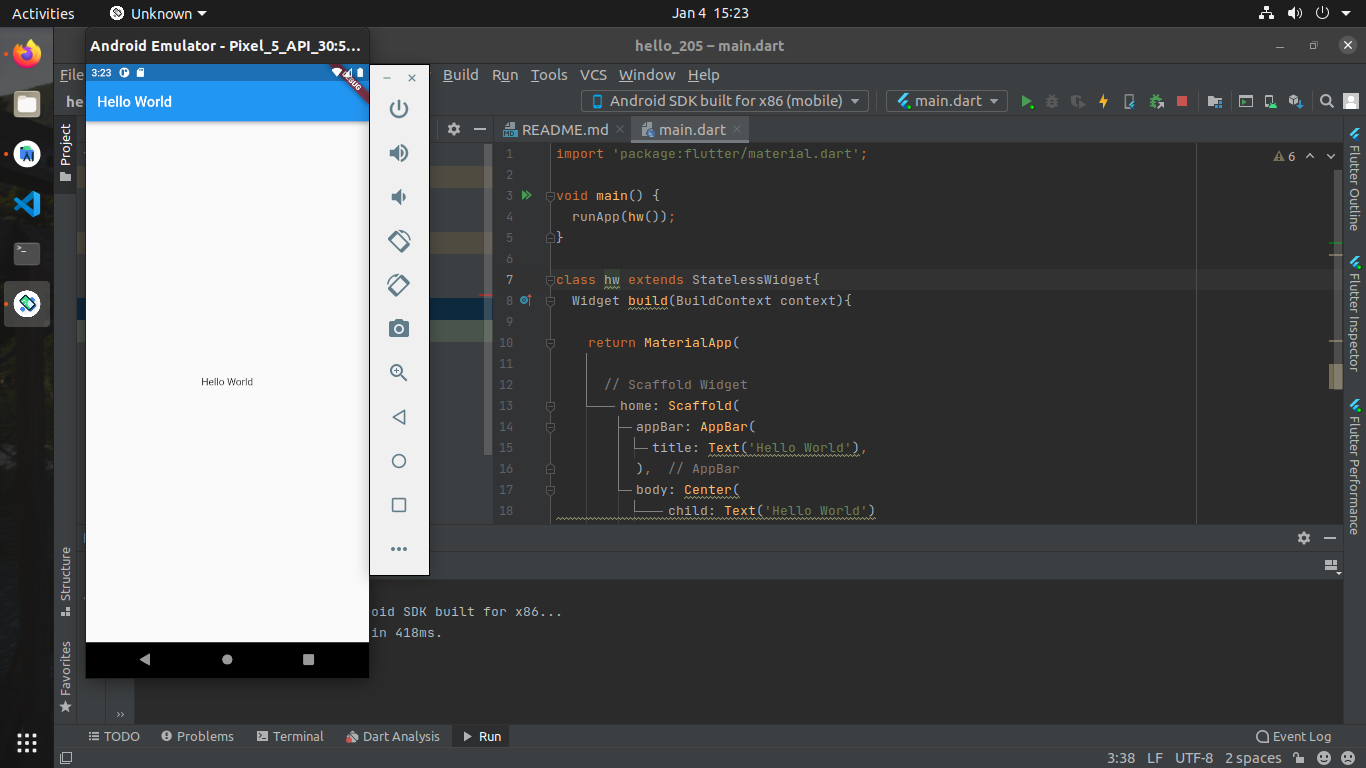 Activities
Unknown
Jan 4 15:23
Android Emulator - Pixel_5_API_30:5…
hello_205 – main.dart
3:23
DEBUG
Hello World
File
Build
Run
Tools
VCS
Window
Help
he
Android SDK built for x86 (mobile)
main.dart
Project
README.md
main.dart
6
1 import 'package:flutter/material.dart';
2
3 void main() {
4 runApp(hw());
5 }
6
7 class hw extends StatelessWidget{
8 Widget build(BuildContext context){
9
10 return MaterialApp(
11
12 // Scaffold Widget
13 home: Scaffold(
14 appBar: AppBar(
15 title: Text('Hello World'),
16 ), // AppBar
17 body: Center(
18 child: Text('Hello World')
Hello World
Flutter Outline
Flutter Inspector
Flutter Performance
Structure
Favorites
oid SDK built for x86...
in 418ms.
TODO
Problems
Terminal
Dart Analysis
Run
Event Log
3:38
LF
UTF-8
2 spaces